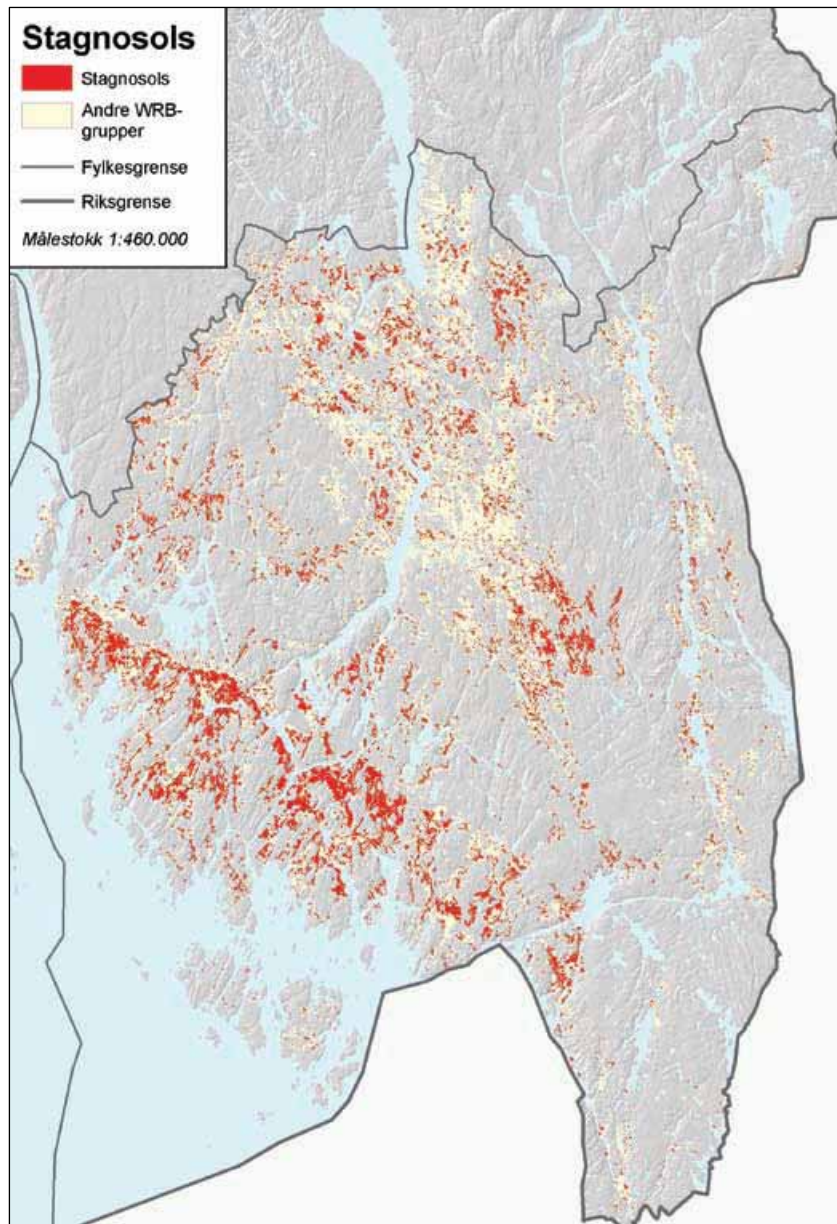 Stagnosols
Stagnosols
Andre WRB-
grupper
Fylkesgrense
Riksgrense
Målestokk 1:460.000